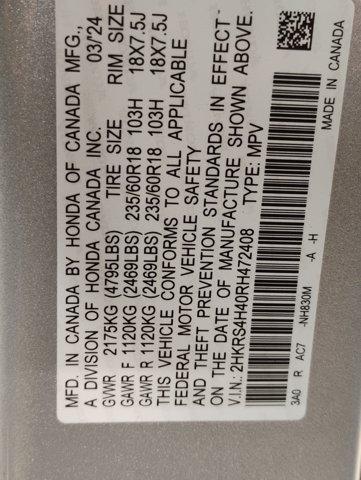 MFD. IN CANADA BY HONDA OF CANADA MFG.,
A DIVISION OF HONDA CANADA INC. 03/'24
GVWR 2175KG (4795LBS) TIRE SIZE RIM SIZE
GAWR F 1120KG (2469LBS) 235/60R18 103H 18X7.5J
GAWR R 1120KG (2469LBS) 235/60R18 103H 18X7.5J
THIS VEHICLE CONFORMS TO ALL APPLICABLE
FEDERAL MOTOR VEHICLE SAFETY
AND THEFT PREVENTION STANDARDS IN EFFECT
ON THE DATE OF MANUFACTURE SHOWN ABOVE.
V.I.N.: 2HKRS4H40RH472408 TYPE: MPV
3A0 R AC7 -NH830M -A -H
MADE IN CANADA